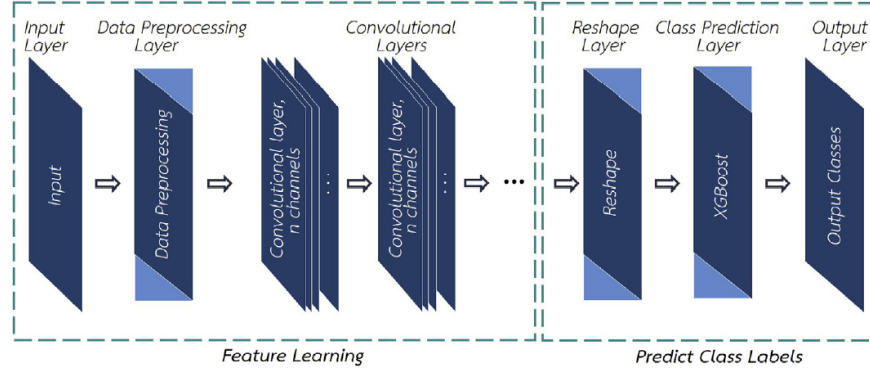 Input
Layer
Data Preprocessing
Layer
Convolutional
Layers
Reshape
Layer
Class Prediction
Layer
Output
Layer
Input
Data Preprocessing
Convolutional layer,
n channels
...
Convolutional layer,
n channels
...
...
Reshape
XGBoost
Output Classes
Feature Learning
Predict Class Labels